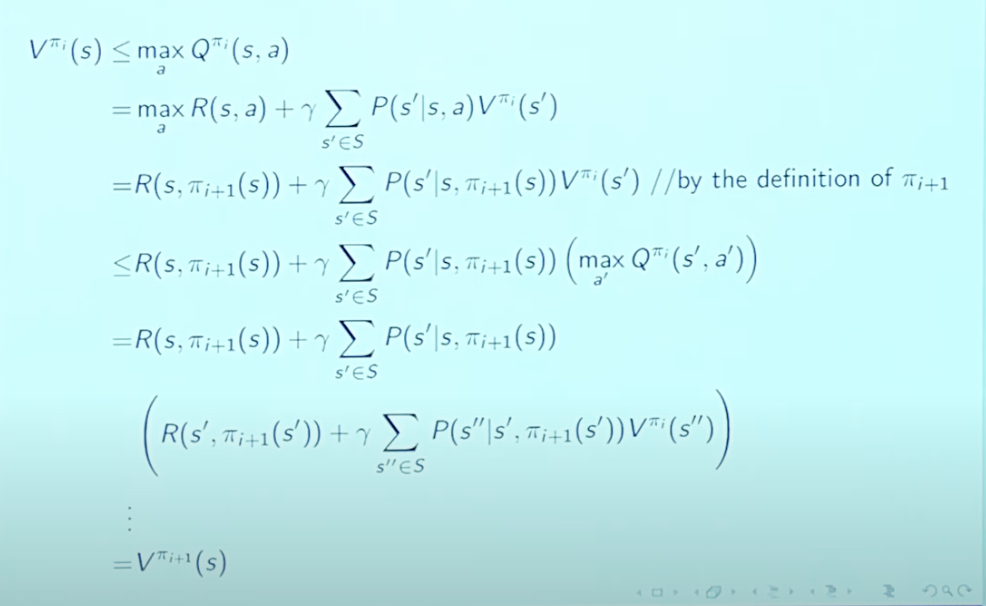 V^{π_i}(s) ≤ max_a Q^{π_i}(s, a)
= max_a R(s, a) + γ ∑_{s'∈S} P(s'|s, a)V^{π_i}(s')
=R(s, π_{i+1}(s)) + γ ∑_{s'∈S} P(s'|s, π_{i+1}(s))V^{π_i}(s') //by the definition of π_{i+1}
≤R(s, π_{i+1}(s)) + γ ∑_{s'∈S} P(s'|s, π_{i+1}(s)) (max_{a'} Q^{π_i}(s', a'))
=R(s, π_{i+1}(s)) + γ ∑_{s'∈S} P(s'|s, π_{i+1}(s))
(R(s', π_{i+1}(s')) + γ ∑_{s''∈S} P(s''|s', π_{i+1}(s'))V^{π_i}(s''))
⋮
=V^{π_{i+1}}(s)